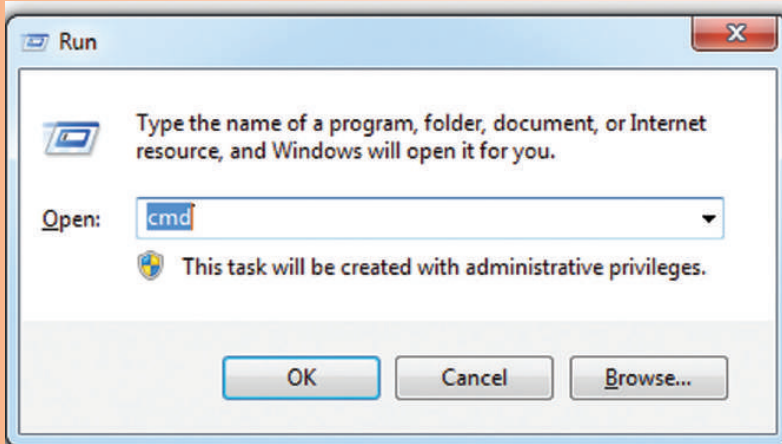 Run
Type the name of a program, folder, document, or Internet
resource, and Windows will open it for you.
Open: cmd
This task will be created with administrative privileges.
OK Cancel Browse...